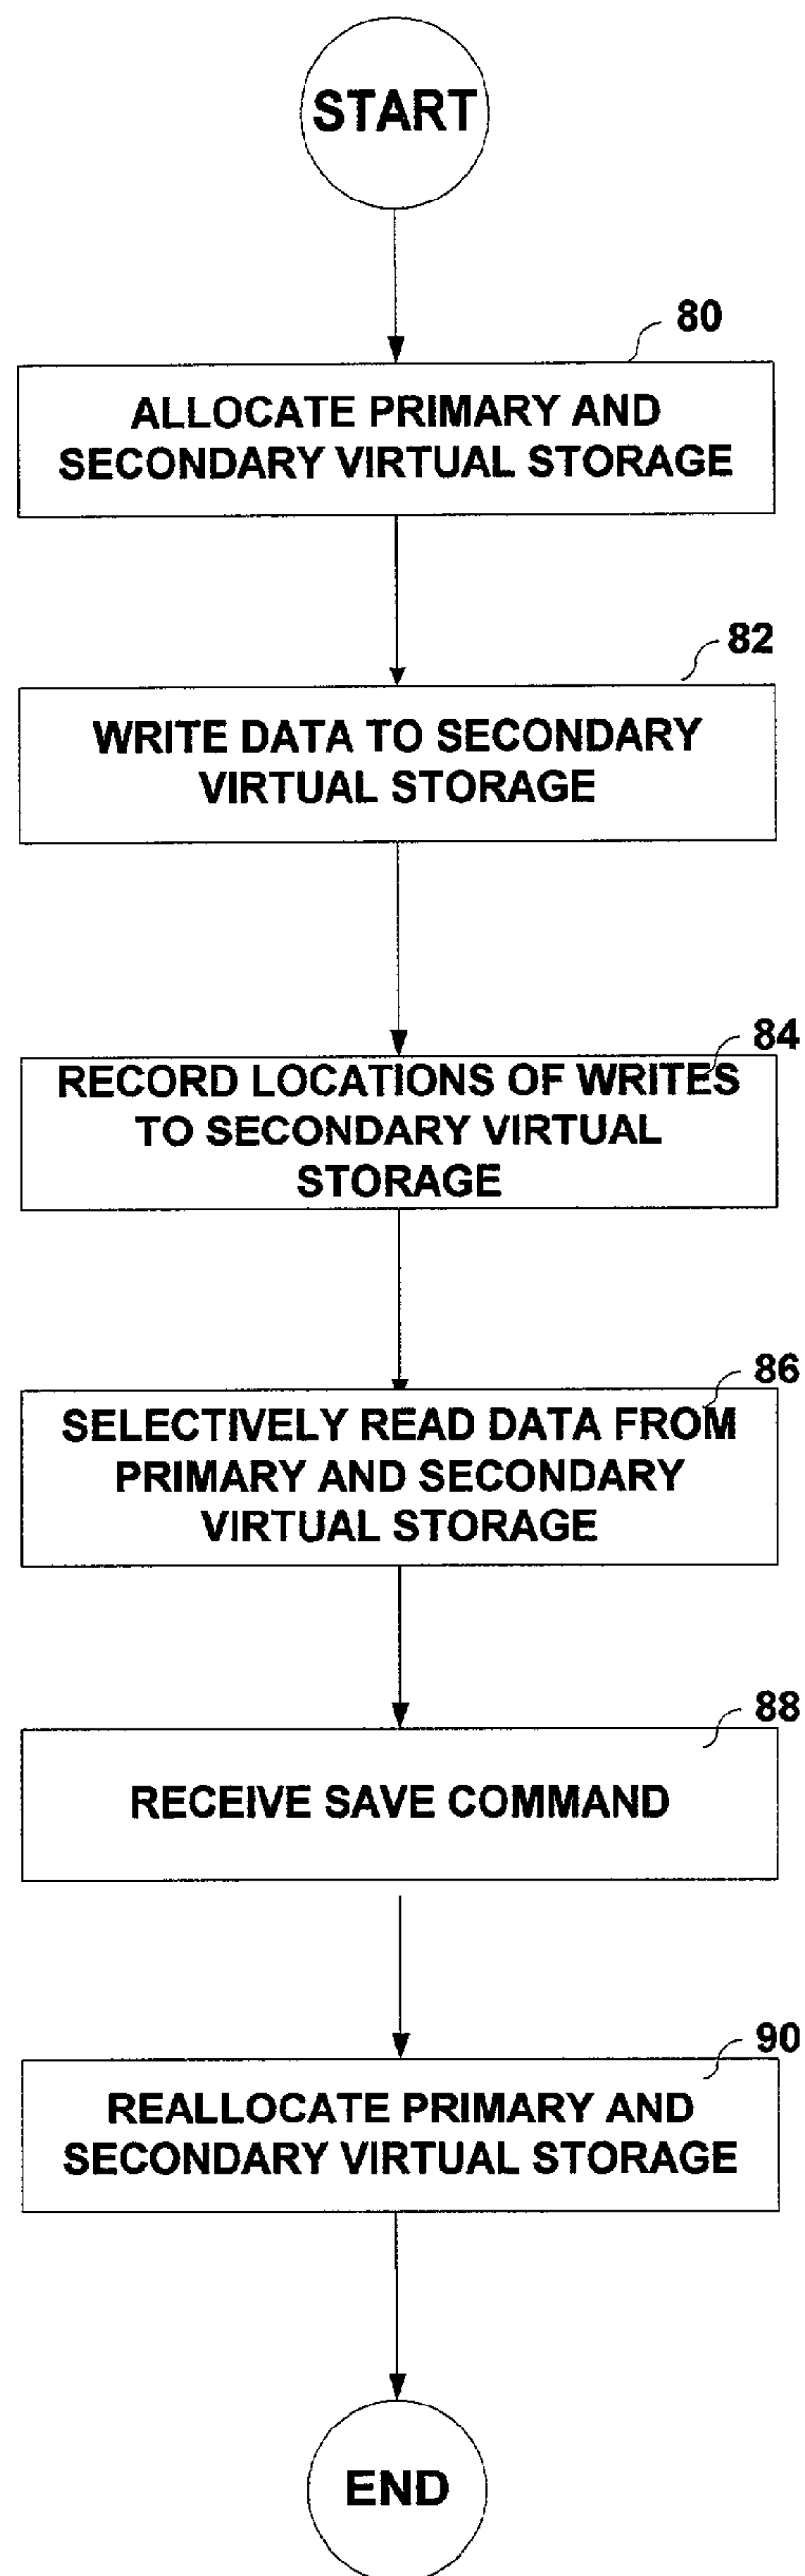 START
80
ALLOCATE PRIMARY AND
SECONDARY VIRTUAL STORAGE
82
WRITE DATA TO SECONDARY
VIRTUAL STORAGE
84
RECORD LOCATIONS OF WRITES
TO SECONDARY VIRTUAL
STORAGE
86
SELECTIVELY READ DATA FROM
PRIMARY AND SECONDARY
VIRTUAL STORAGE
88
RECEIVE SAVE COMMAND
90
REALLOCATE PRIMARY AND
SECONDARY VIRTUAL STORAGE
END